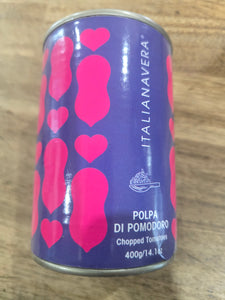 ITALIANAVERA
POLPA
DI POMODORO
Chopped Tomatoes
400g/14.1oz